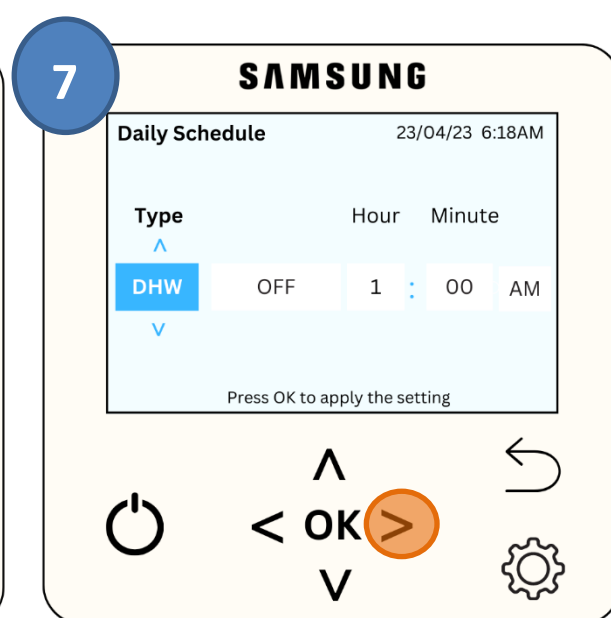 7
SAMSUNG
Daily Schedule 23/04/23 6:18AM
Type Hour Minute
DHW OFF 1 : 00 AM
Press OK to apply the setting
< OK >